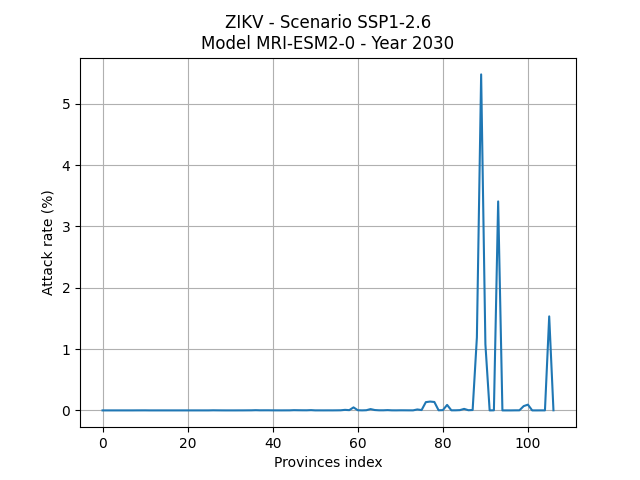 ZIKV - Scenario SSP1-2.6
Model MRI-ESM2-0 - Year 2030
5
4
3
2
1
0
Attack rate (%)
0 20 40 60 80 100
Provinces index